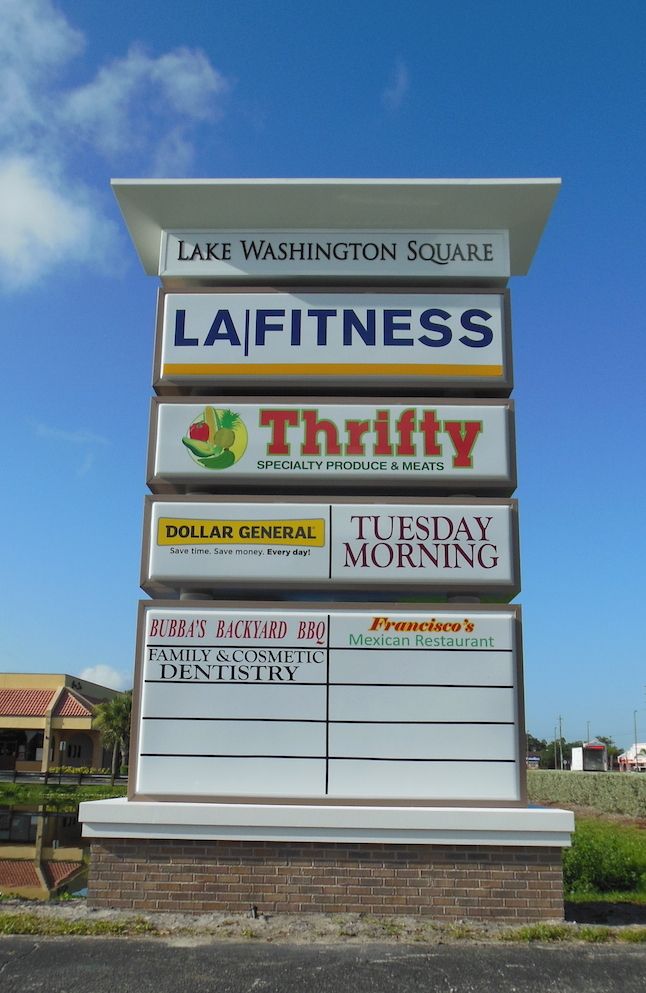 LAKE WASHINGTON SQUARE
LA|FITNESS
Thrifty
SPECIALTY PRODUCE & MEATS
DOLLAR GENERAL
Save time. Save money. Every day!
TUESDAY
MORNING
BUBBA'S BACKYARD BBQ
FAMILY & COSMETIC
DENTISTRY
Francisco's
Mexican Restaurant